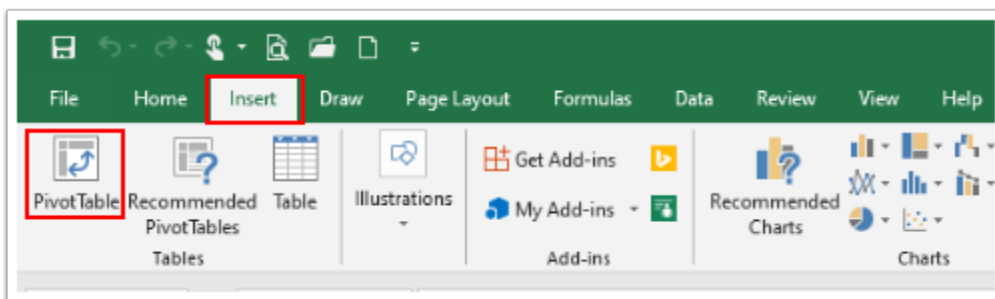 File Home Insert Draw Page Layout Formulas Data Review View Help
PivotTable Recommended PivotTables Table Illustrations Get Add-ins My Add-ins Recommended Charts
Tables Add-ins Charts